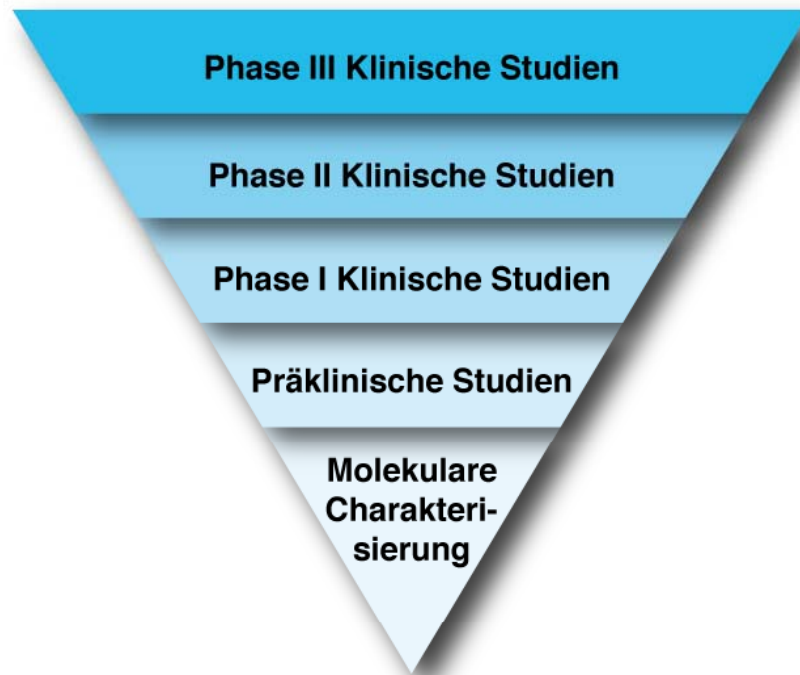 Phase III Klinische Studien
Phase II Klinische Studien
Phase I Klinische Studien
Präklinische Studien
Molekulare
Charakteri-
sierung